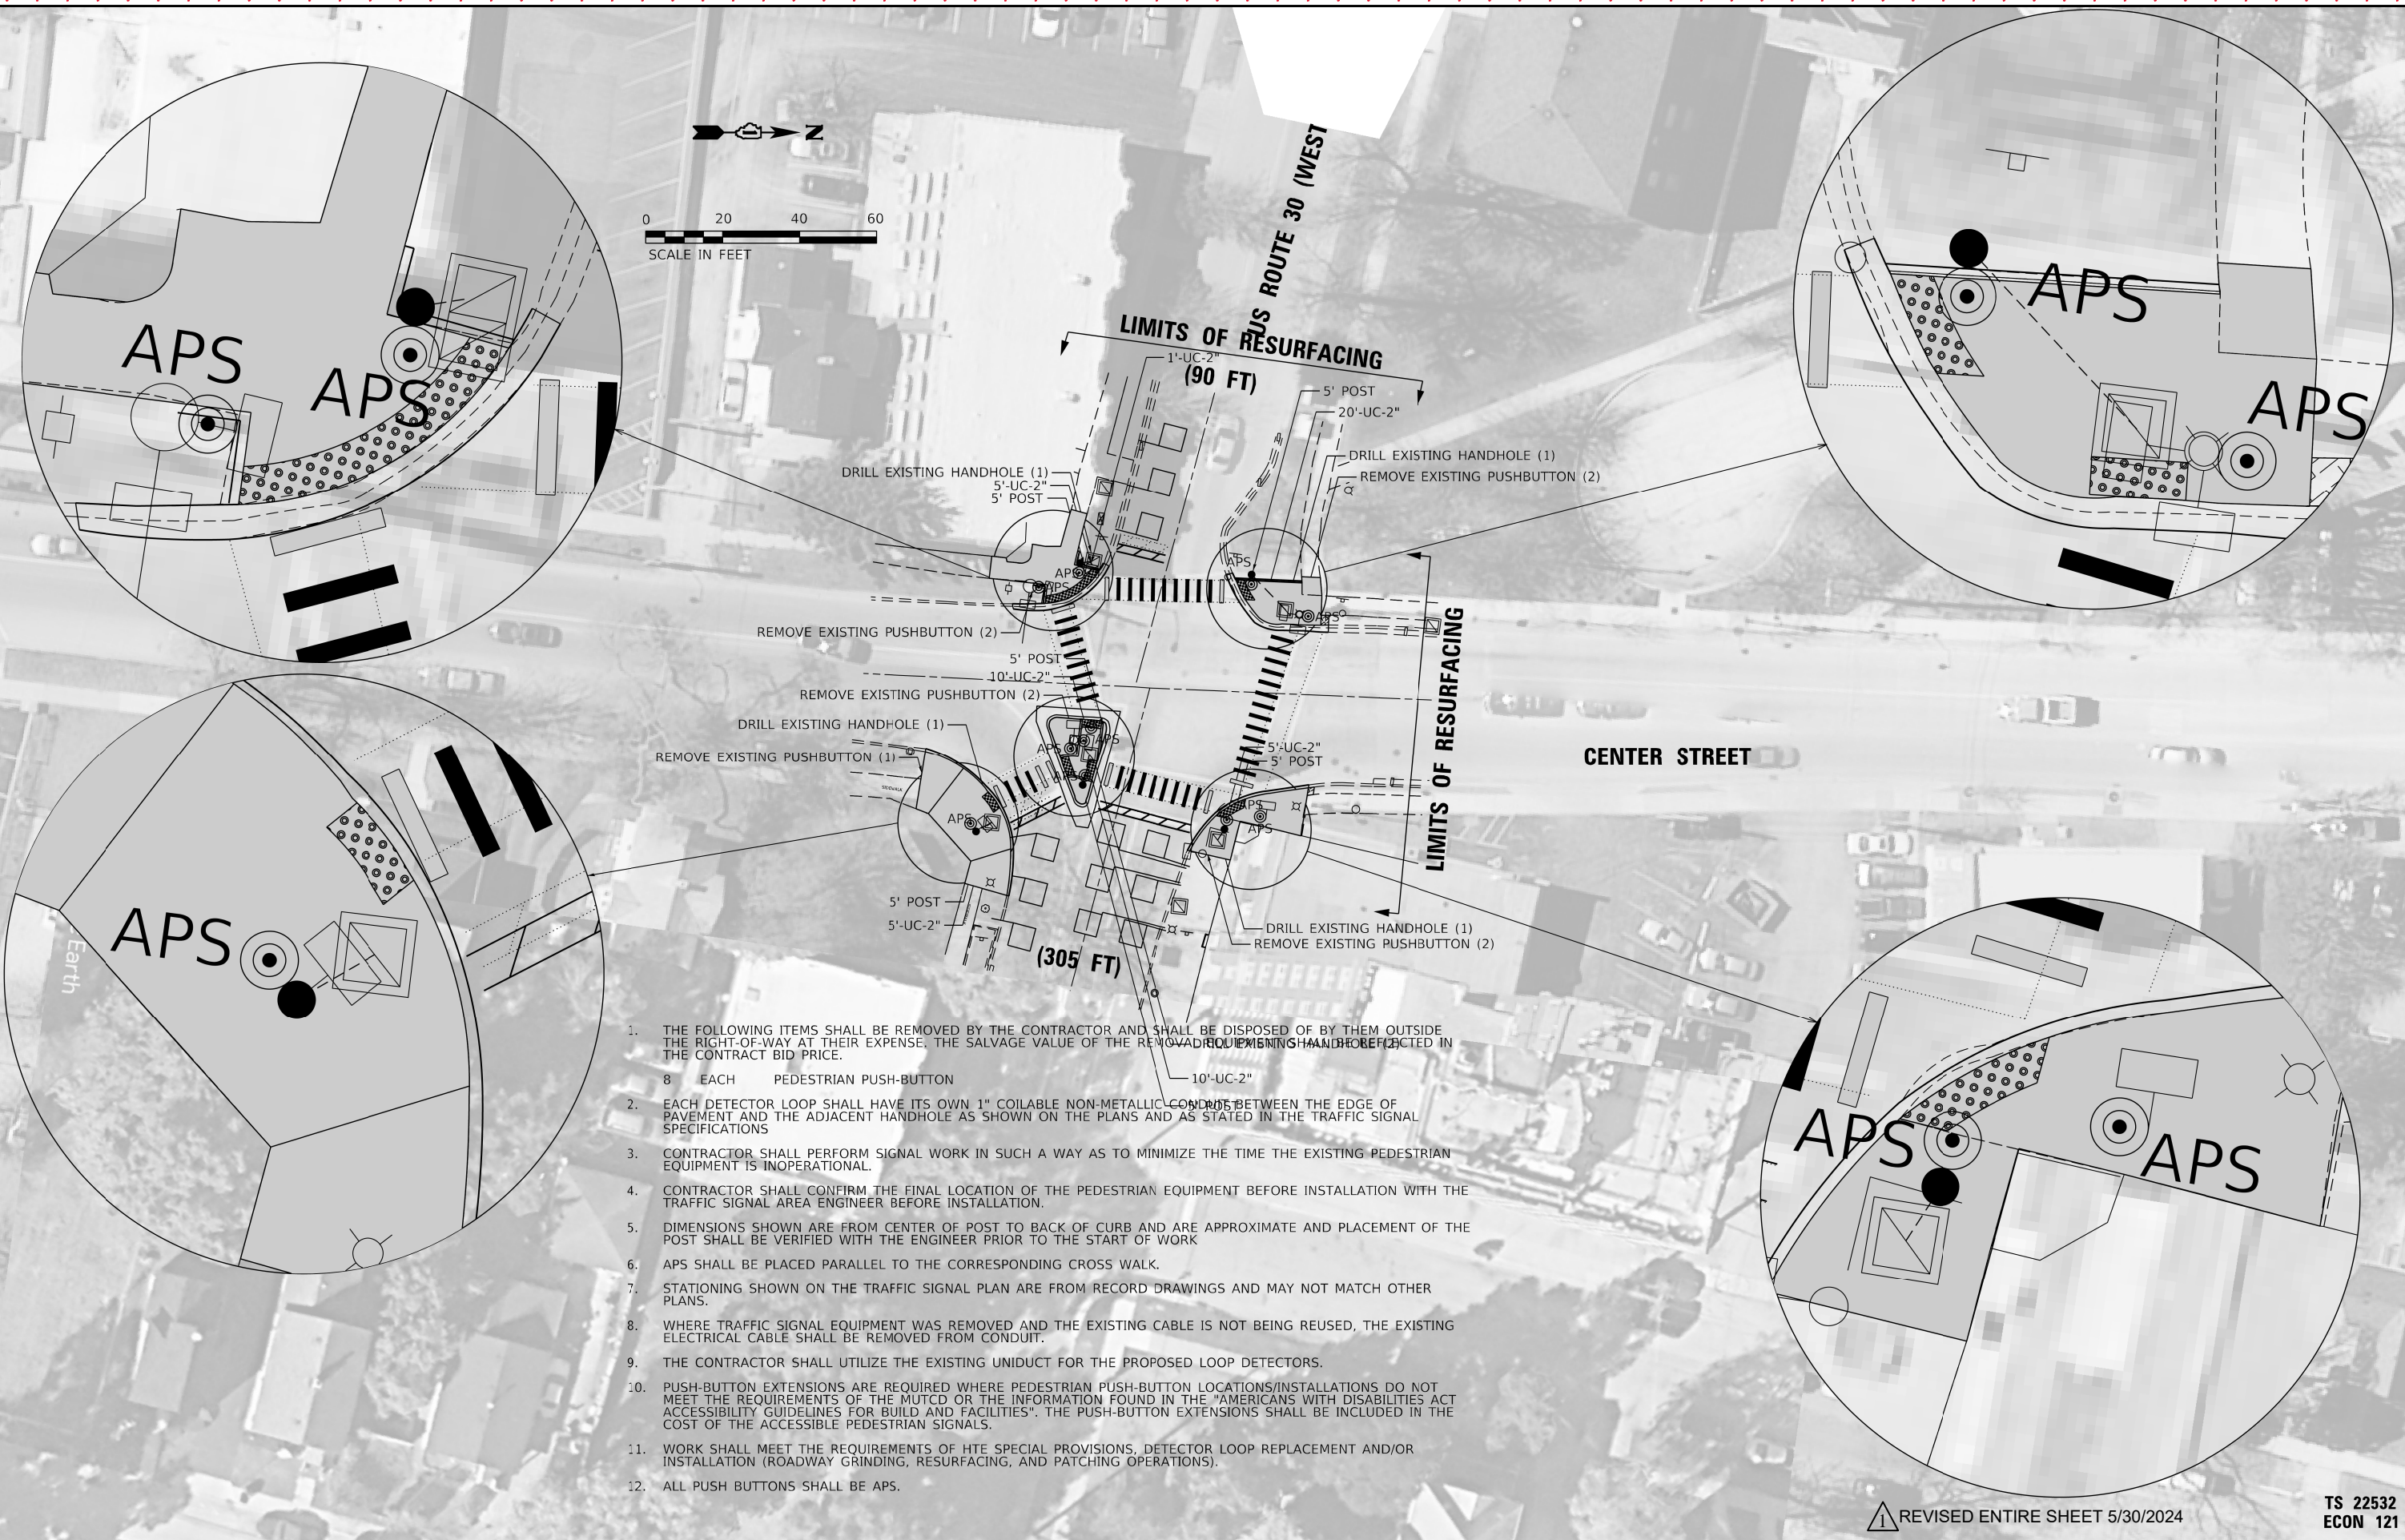 N
0 20 40 60
SCALE IN FEET
US ROUTE 30 (WEST
LIMITS OF RESURFACING
(90 FT)
1'-UC-2"
5' POST
20'-UC-2"
DRILL EXISTING HANDHOLE (1)
REMOVE EXISTING PUSHBUTTON (2)
DRILL EXISTING HANDHOLE (1)
5'-UC-2"
5' POST
APS
APS
APS
APS
APS
APS
APS
APS
REMOVE EXISTING PUSHBUTTON (2)
5' POST
10'-UC-2"
REMOVE EXISTING PUSHBUTTON (2)
DRILL EXISTING HANDHOLE (1)
REMOVE EXISTING PUSHBUTTON (1)
SIDEWALK
APS
APS
APS
APS
5'-UC-2"
5' POST
APS
APS
LIMITS OF RESURFACING
CENTER STREET
5' POST
5'-UC-2"
(305 FT)
DRILL EXISTING HANDHOLE (1)
REMOVE EXISTING PUSHBUTTON (2)
DRILL EXISTING HANDHOLE (2)
10'-UC-2"
5' POST
APS
Earth
APS
APS
1. THE FOLLOWING ITEMS SHALL BE REMOVED BY THE CONTRACTOR AND SHALL BE DISPOSED OF BY THEM OUTSIDE
THE RIGHT-OF-WAY AT THEIR EXPENSE. THE SALVAGE VALUE OF THE REMOVAL EQUIPMENT SHALL BE REFLECTED IN
THE CONTRACT BID PRICE.
8 EACH PEDESTRIAN PUSH-BUTTON
2. EACH DETECTOR LOOP SHALL HAVE ITS OWN 1" COILABLE NON-METALLIC CONDUIT BETWEEN THE EDGE OF
PAVEMENT AND THE ADJACENT HANDHOLE AS SHOWN ON THE PLANS AND AS STATED IN THE TRAFFIC SIGNAL
SPECIFICATIONS
3. CONTRACTOR SHALL PERFORM SIGNAL WORK IN SUCH A WAY AS TO MINIMIZE THE TIME THE EXISTING PEDESTRIAN
EQUIPMENT IS INOPERATIONAL.
4. CONTRACTOR SHALL CONFIRM THE FINAL LOCATION OF THE PEDESTRIAN EQUIPMENT BEFORE INSTALLATION WITH THE
TRAFFIC SIGNAL AREA ENGINEER BEFORE INSTALLATION.
5. DIMENSIONS SHOWN ARE FROM CENTER OF POST TO BACK OF CURB AND ARE APPROXIMATE AND PLACEMENT OF THE
POST SHALL BE VERIFIED WITH THE ENGINEER PRIOR TO THE START OF WORK
6. APS SHALL BE PLACED PARALLEL TO THE CORRESPONDING CROSS WALK.
7. STATIONING SHOWN ON THE TRAFFIC SIGNAL PLAN ARE FROM RECORD DRAWINGS AND MAY NOT MATCH OTHER
PLANS.
8. WHERE TRAFFIC SIGNAL EQUIPMENT WAS REMOVED AND THE EXISTING CABLE IS NOT BEING REUSED, THE EXISTING
ELECTRICAL CABLE SHALL BE REMOVED FROM CONDUIT.
9. THE CONTRACTOR SHALL UTILIZE THE EXISTING UNIDUCT FOR THE PROPOSED LOOP DETECTORS.
10. PUSH-BUTTON EXTENSIONS ARE REQUIRED WHERE PEDESTRIAN PUSH-BUTTON LOCATIONS/INSTALLATIONS DO NOT
MEET THE REQUIREMENTS OF THE MUTCD OR THE INFORMATION FOUND IN THE "AMERICANS WITH DISABILITIES ACT
ACCESSIBILITY GUIDELINES FOR BUILD AND FACILITIES". THE PUSH-BUTTON EXTENSIONS SHALL BE INCLUDED IN THE
COST OF THE ACCESSIBLE PEDESTRIAN SIGNALS.
11. WORK SHALL MEET THE REQUIREMENTS OF HTE SPECIAL PROVISIONS, DETECTOR LOOP REPLACEMENT AND/OR
INSTALLATION (ROADWAY GRINDING, RESURFACING, AND PATCHING OPERATIONS).
12. ALL PUSH BUTTONS SHALL BE APS.
1 REVISED ENTIRE SHEET 5/30/2024
TS 22532
ECON 121